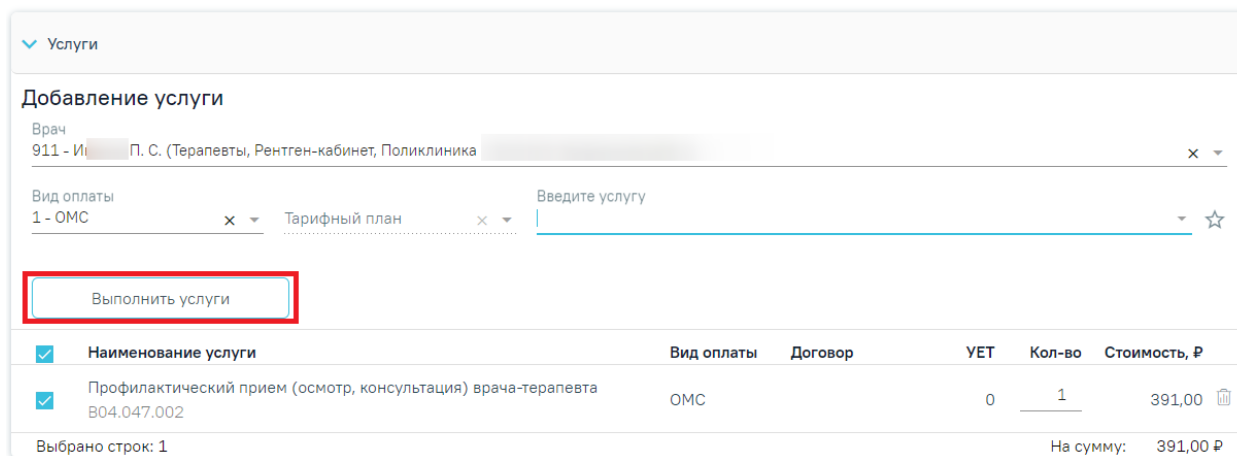 Услуги
Добавление услуги
Врач
911 - И П. С. (Терапевты, Рентген-кабинет, Поликлиника
Вид оплаты Введите услугу
1 - ОМС Тарифный план
Выполнить услуги
Наименование услуги Вид оплаты Договор УЕТ Кол-во Стоимость, ₽
Профилактический прием (осмотр, консультация) врача-терапевта
B04.047.002 ОМС 0 1 391,00
Выбрано строк: 1 На сумму: 391,00 ₽